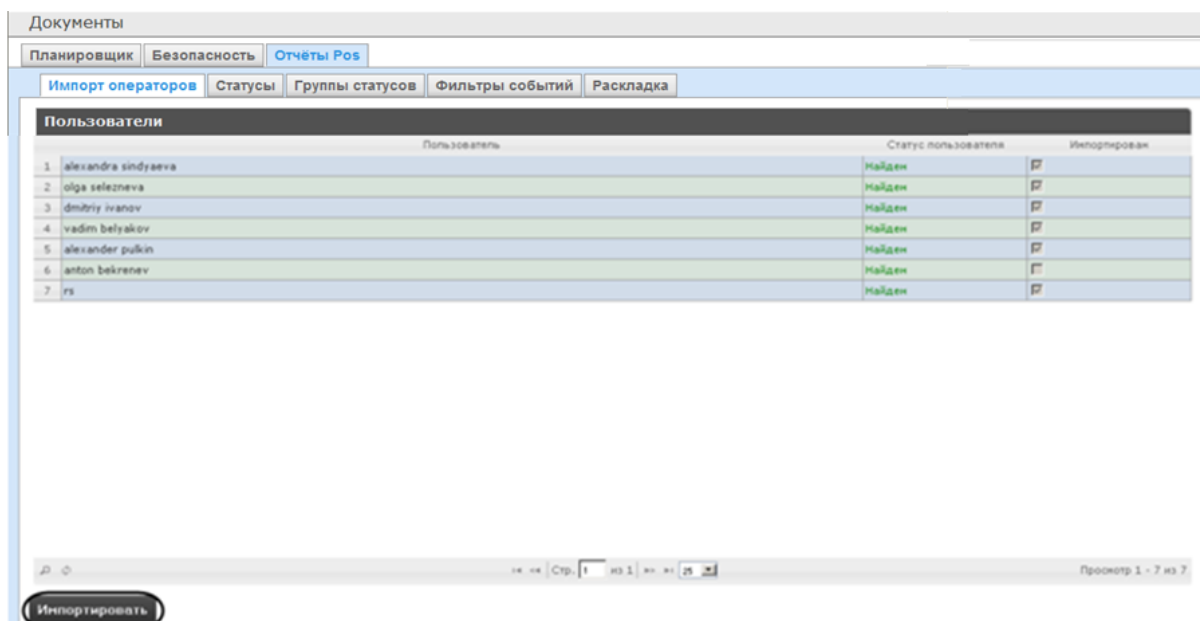 Документы
Планировщик Безопасность Отчёты Pos
Импорт операторов Статусы Группы статусов Фильтры событий Раскладка
Пользователи
Пользователь Статус пользователя Импортирован
1 alexandra sindyaeva Найден
2 olga selezneva Найден
3 dmitriy ivanov Найден
4 vadim belyakov Найден
5 alexander pulkin Найден
6 anton bekrenev Найден
7 rs Найден
Стр. 1 из 1 25 Просмотр 1 - 7 из 7
Импортировать